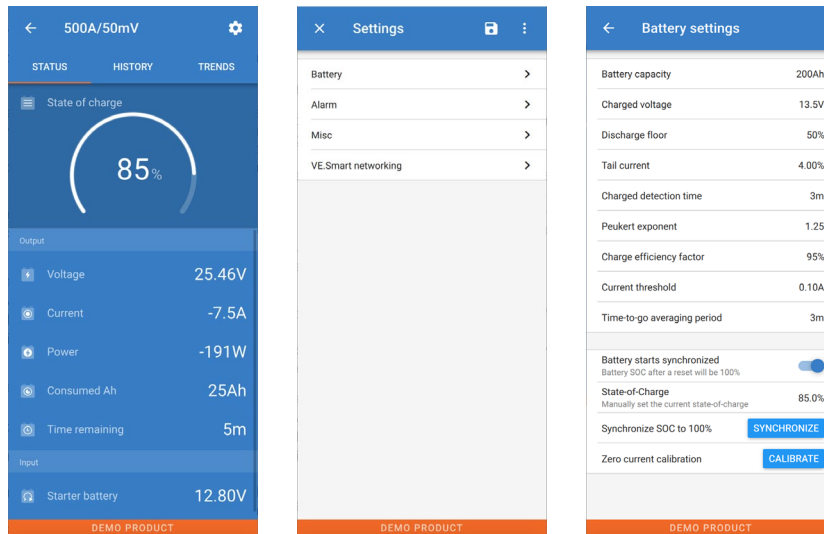 500A/50mV
STATUS HISTORY TRENDS
State of charge
85%
Output
Voltage 25.46V
Current -7.5A
Power -191W
Consumed Ah 25Ah
Time remaining 5m
Input
Starter battery 12.80V
DEMO PRODUCT
Settings
Battery
Alarm
Misc
VE.Smart networking
DEMO PRODUCT
Battery settings
Battery capacity 200Ah
Charged voltage 13.5V
Discharge floor 50%
Tail current 4.00%
Charged detection time 3m
Peukert exponent 1.25
Charge efficiency factor 95%
Current threshold 0.10A
Time-to-go averaging period 3m
Battery starts synchronized
Battery SOC after a reset will be 100%
State-of-Charge 85.0%
Manually set the current state-of-charge
Synchronize SOC to 100% SYNCHRONIZE
Zero current calibration CALIBRATE
DEMO PRODUCT